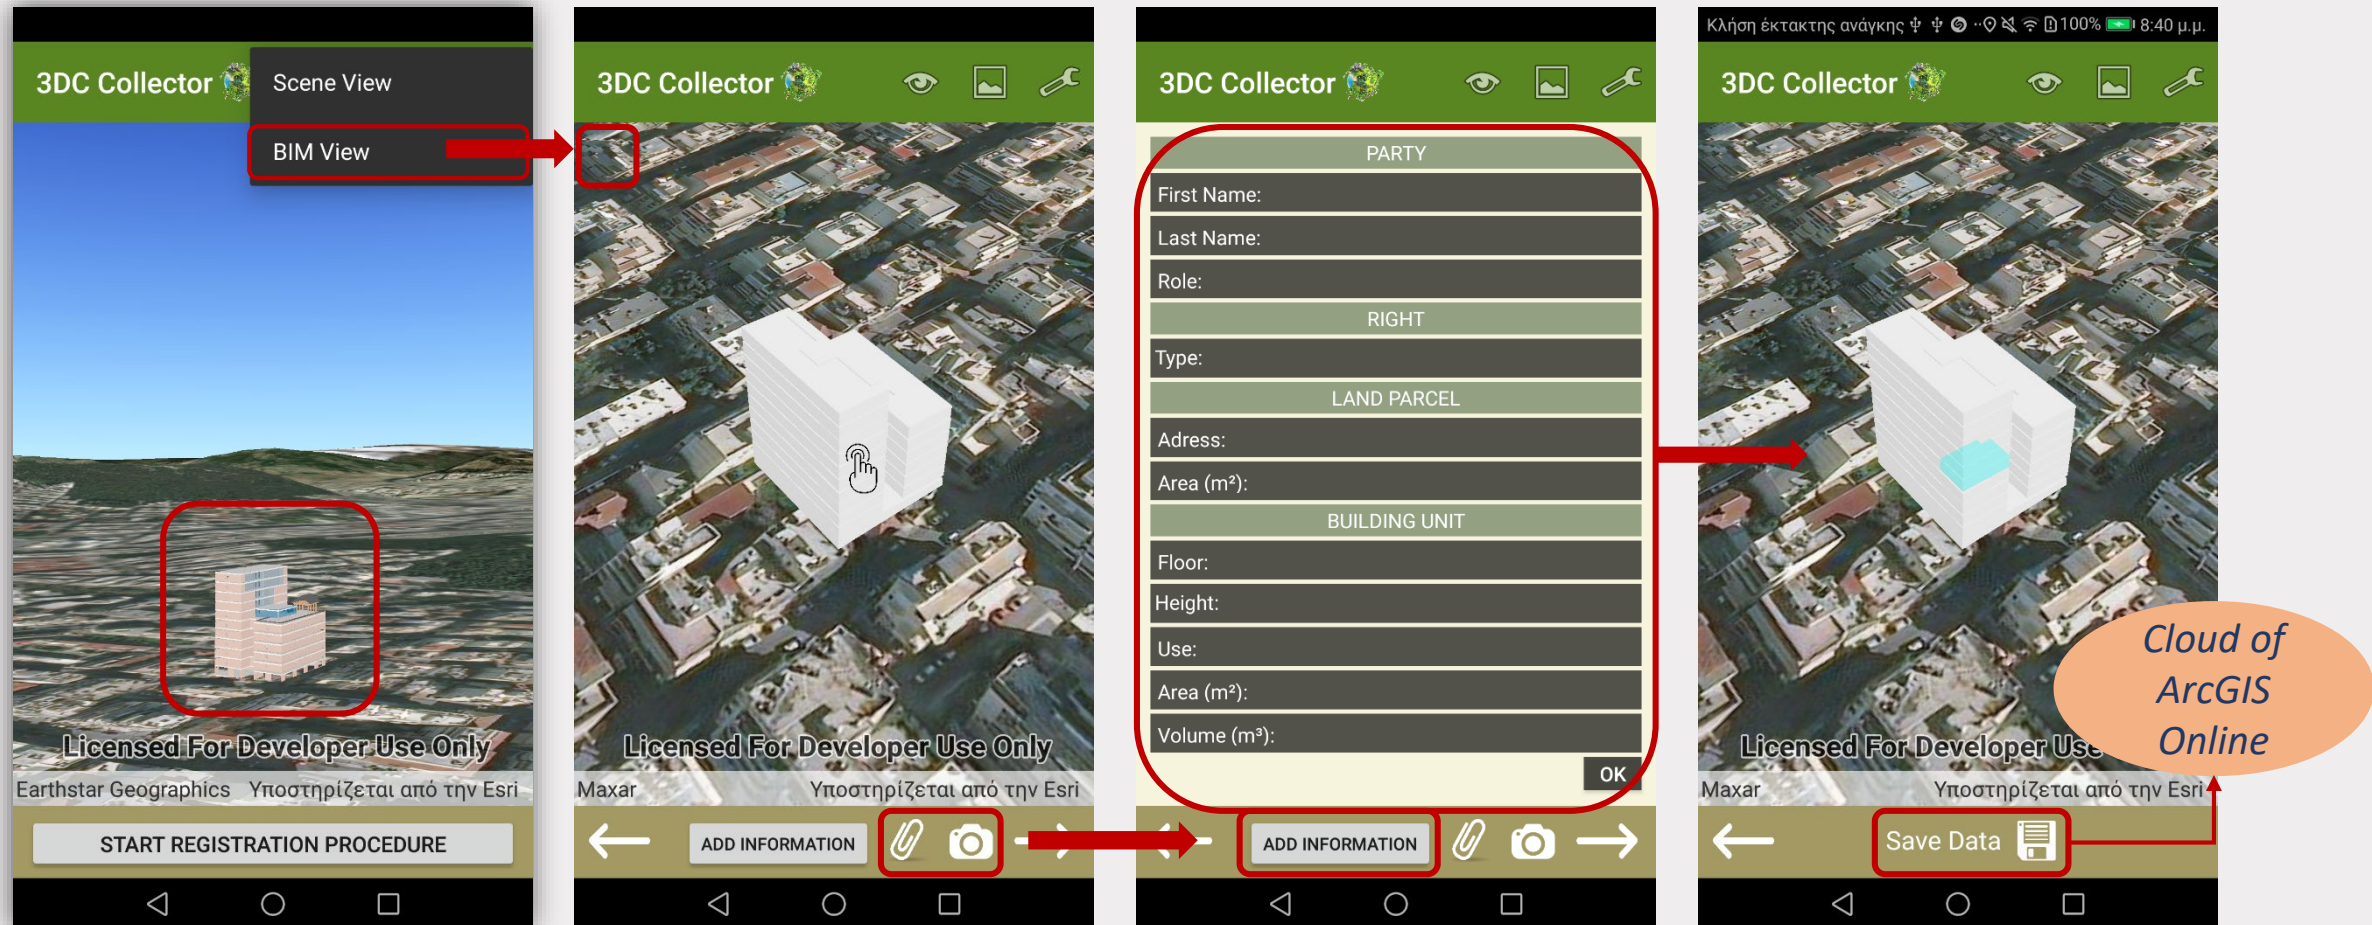 3DC Collector
Scene View
BIM View
Licensed For Developer Use Only
Earthstar Geographics Υποστηρίζεται από την Esri
START REGISTRATION PROCEDURE
3DC Collector
Licensed For Developer Use Only
Maxar Υποστηρίζεται από την Esri
ADD INFORMATION
3DC Collector
PARTY
First Name:
Last Name:
Role:
RIGHT
Type:
LAND PARCEL
Adress:
Area (m²):
BUILDING UNIT
Floor:
Height:
Use:
Area (m²):
Volume (m³):
OK
ADD INFORMATION
Κλήση έκτακτης ανάγκης 100% 8:40 μ.μ.
3DC Collector
Licensed For Developer Use
Maxar Υποστηρίζεται από την Esri
Save Data
Cloud of
ArcGIS
Online